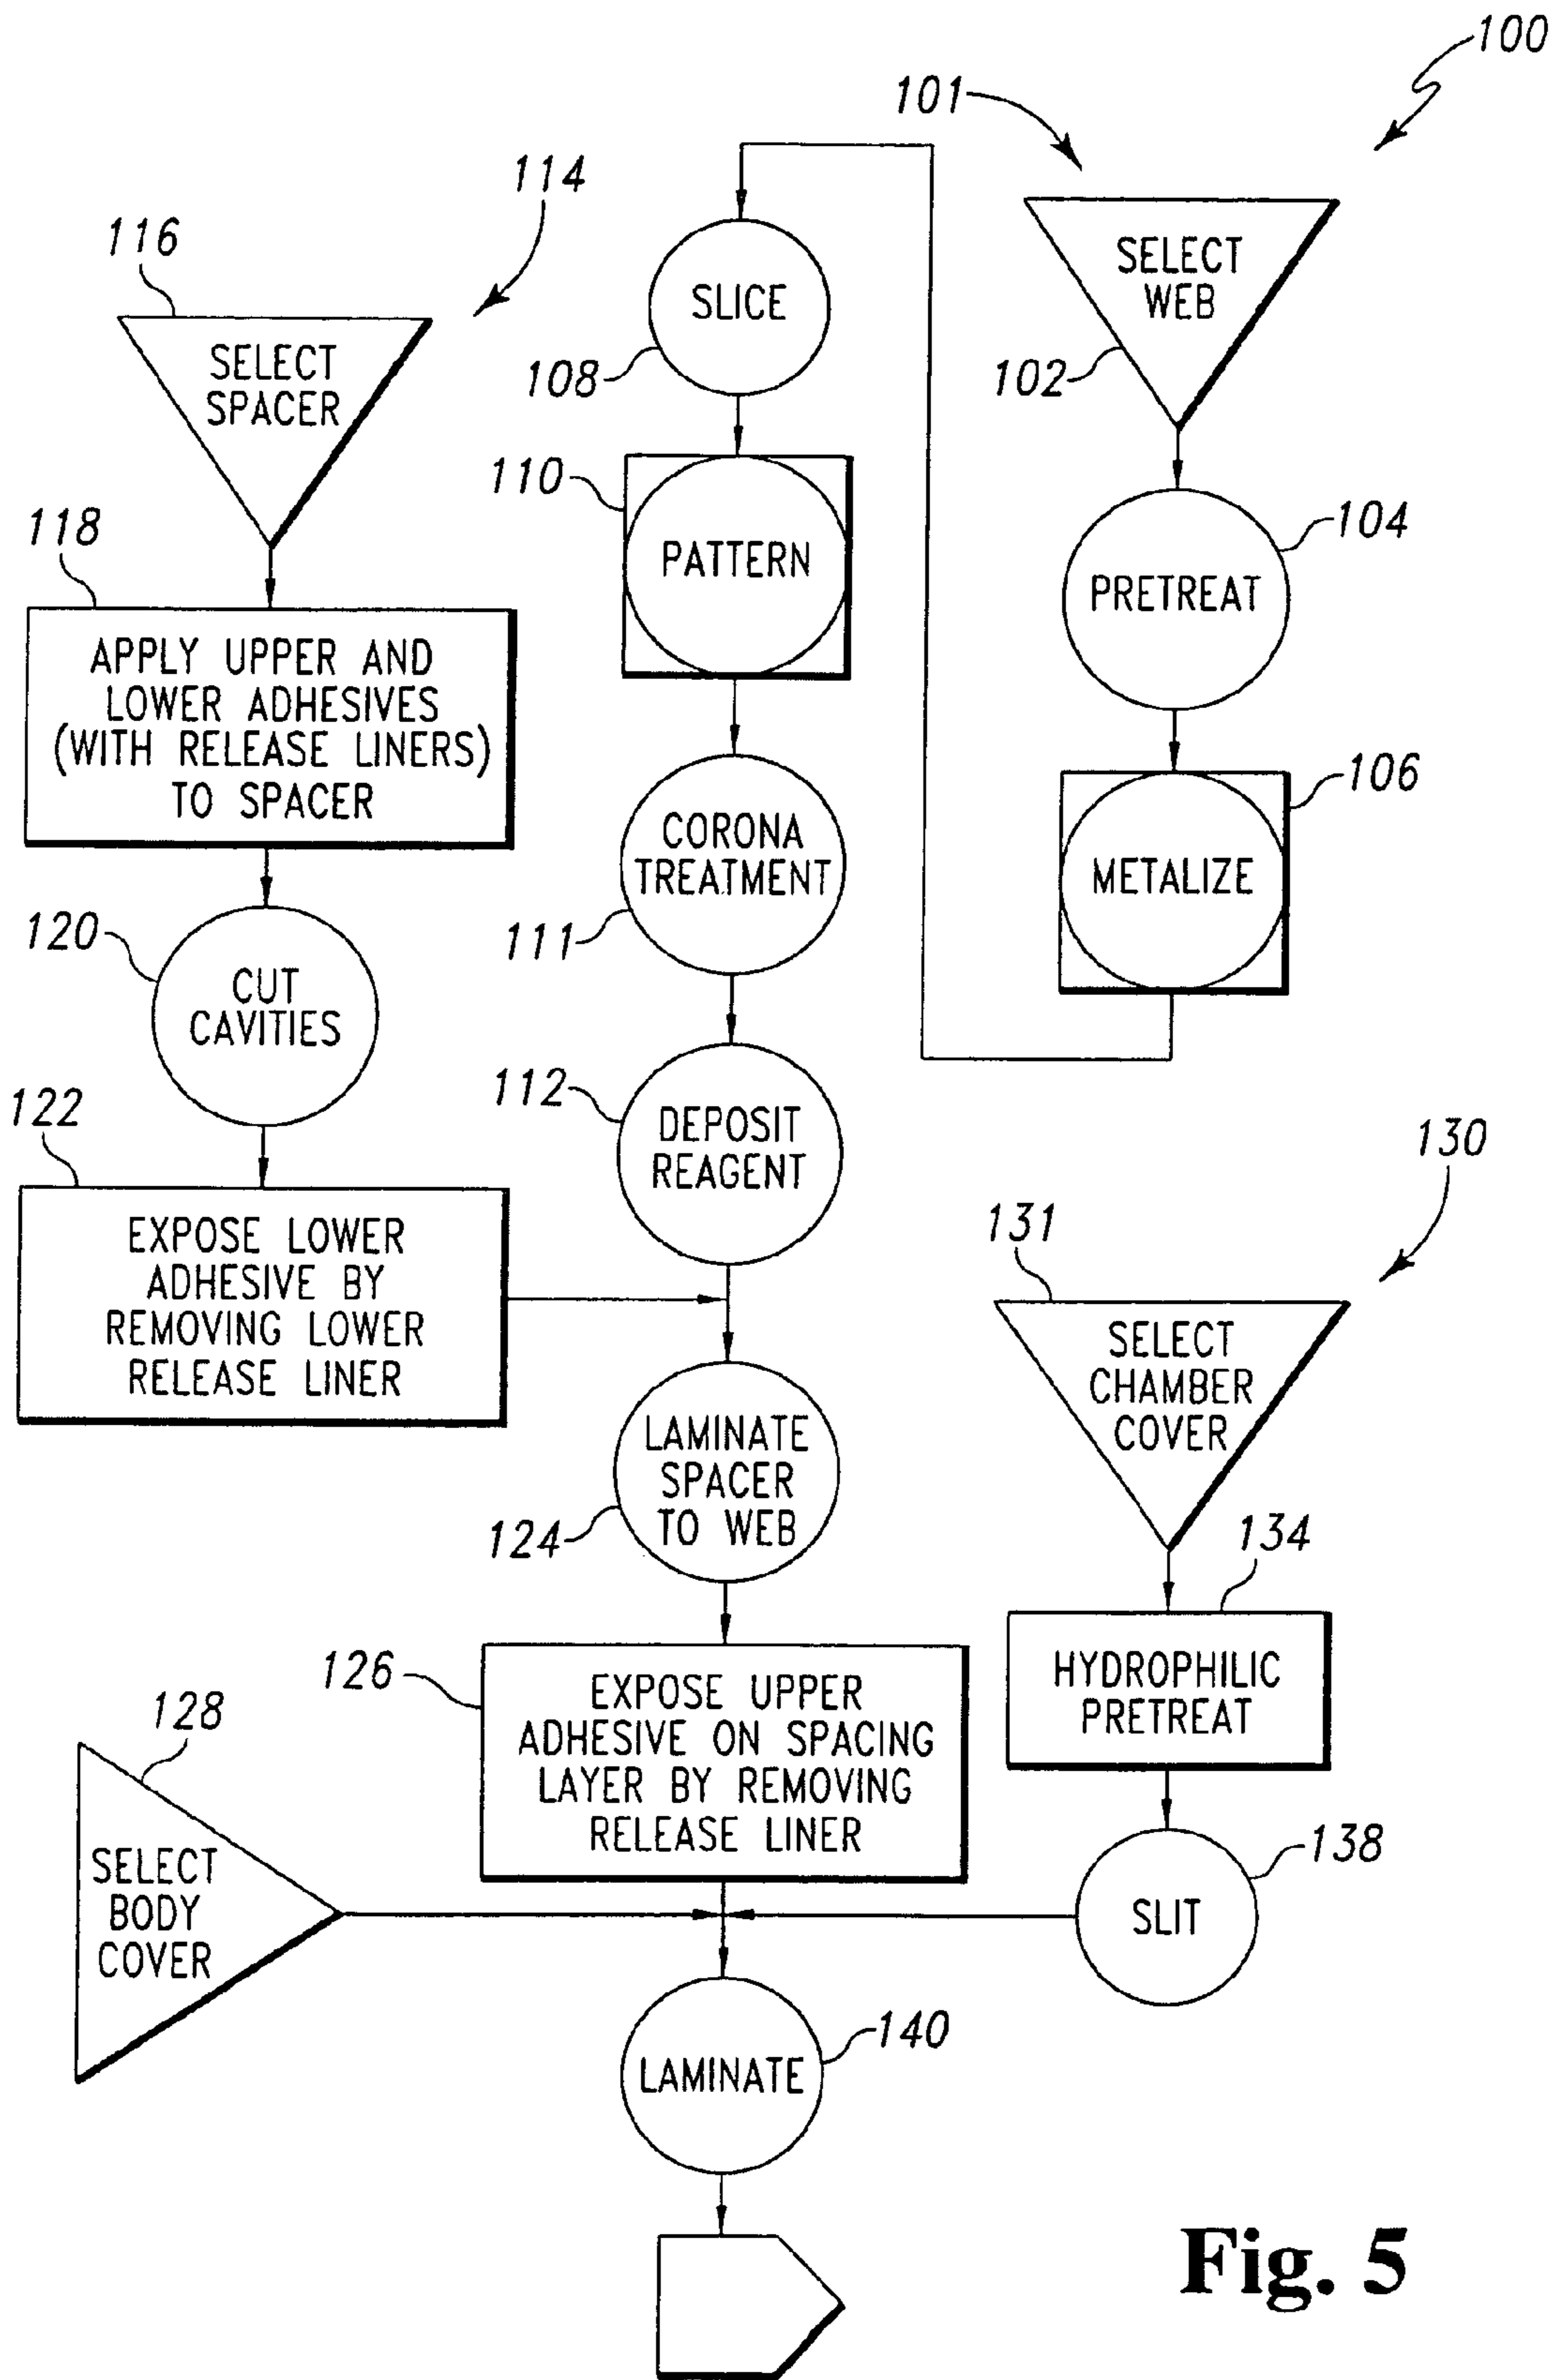 100
101
114
116
SELECT
SPACER
SLICE
108
SELECT
WEB
102
118
APPLY UPPER AND
LOWER ADHESIVES
(WITH RELEASE LINERS)
TO SPACER
110
PATTERN
104
PRETREAT
106
METALIZE
CORONA
TREATMENT
111
120
CUT
CAVITIES
112
DEPOSIT
REAGENT
122
EXPOSE LOWER
ADHESIVE BY
REMOVING LOWER
RELEASE LINER
130
131
SELECT
CHAMBER
COVER
LAMINATE
SPACER
TO WEB
124
134
HYDROPHILIC
PRETREAT
126
EXPOSE UPPER
ADHESIVE ON SPACING
LAYER BY REMOVING
RELEASE LINER
128
SELECT
BODY
COVER
138
SLIT
140
LAMINATE
Fig. 5